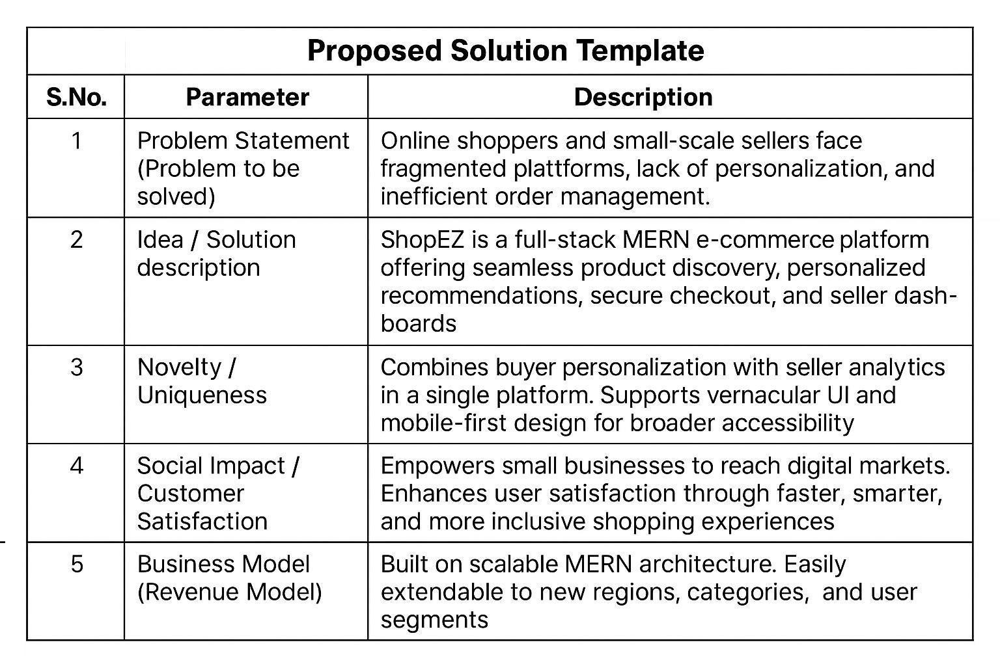 Proposed Solution Template
S.No. Parameter Description
1 Problem Statement Online shoppers and small-scale sellers face
(Problem to be fragmented plattforms, lack of personalization, and
solved) inefficient order management.
2 Idea / Solution ShopEZ is a full-stack MERN e-commerce platform
description offering seamless product discovery, personalized
recommendations, secure checkout, and seller dash-
boards
3 Novelty / Combines buyer personalization with seller analytics
Uniqueness in a single platform. Supports vernacular UI and
mobile-first design for broader accessibility
4 Social Impact / Empowers small businesses to reach digital markets.
Customer Enhances user satisfaction through faster, smarter,
Satisfaction and more inclusive shopping experiences
5 Business Model Built on scalable MERN architecture. Easily
(Revenue Model) extendable to new regions, categories, and user
segments